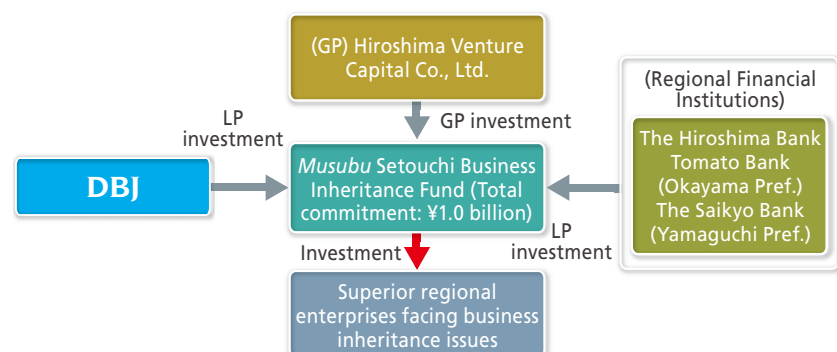 (GP) Hiroshima Venture
Capital Co., Ltd.
GP investment
LP
investment
DBJ
Musubu Setouchi Business
Inheritance Fund (Total
commitment: ¥1.0 billion)
(Regional Financial
Institutions)
The Hiroshima Bank
Tomato Bank
(Okayama Pref.)
The Saikyo Bank
(Yamaguchi Pref.)
LP
investment
Investment
Superior regional
enterprises facing business
inheritance issues